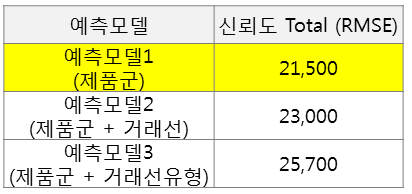 예측모델 신뢰도 Total (RMSE)
예측모델1
(제품군)
21,500
예측모델2
(제품군 + 거래선)
23,000
예측모델3
(제품군 + 거래선유형)
25,700